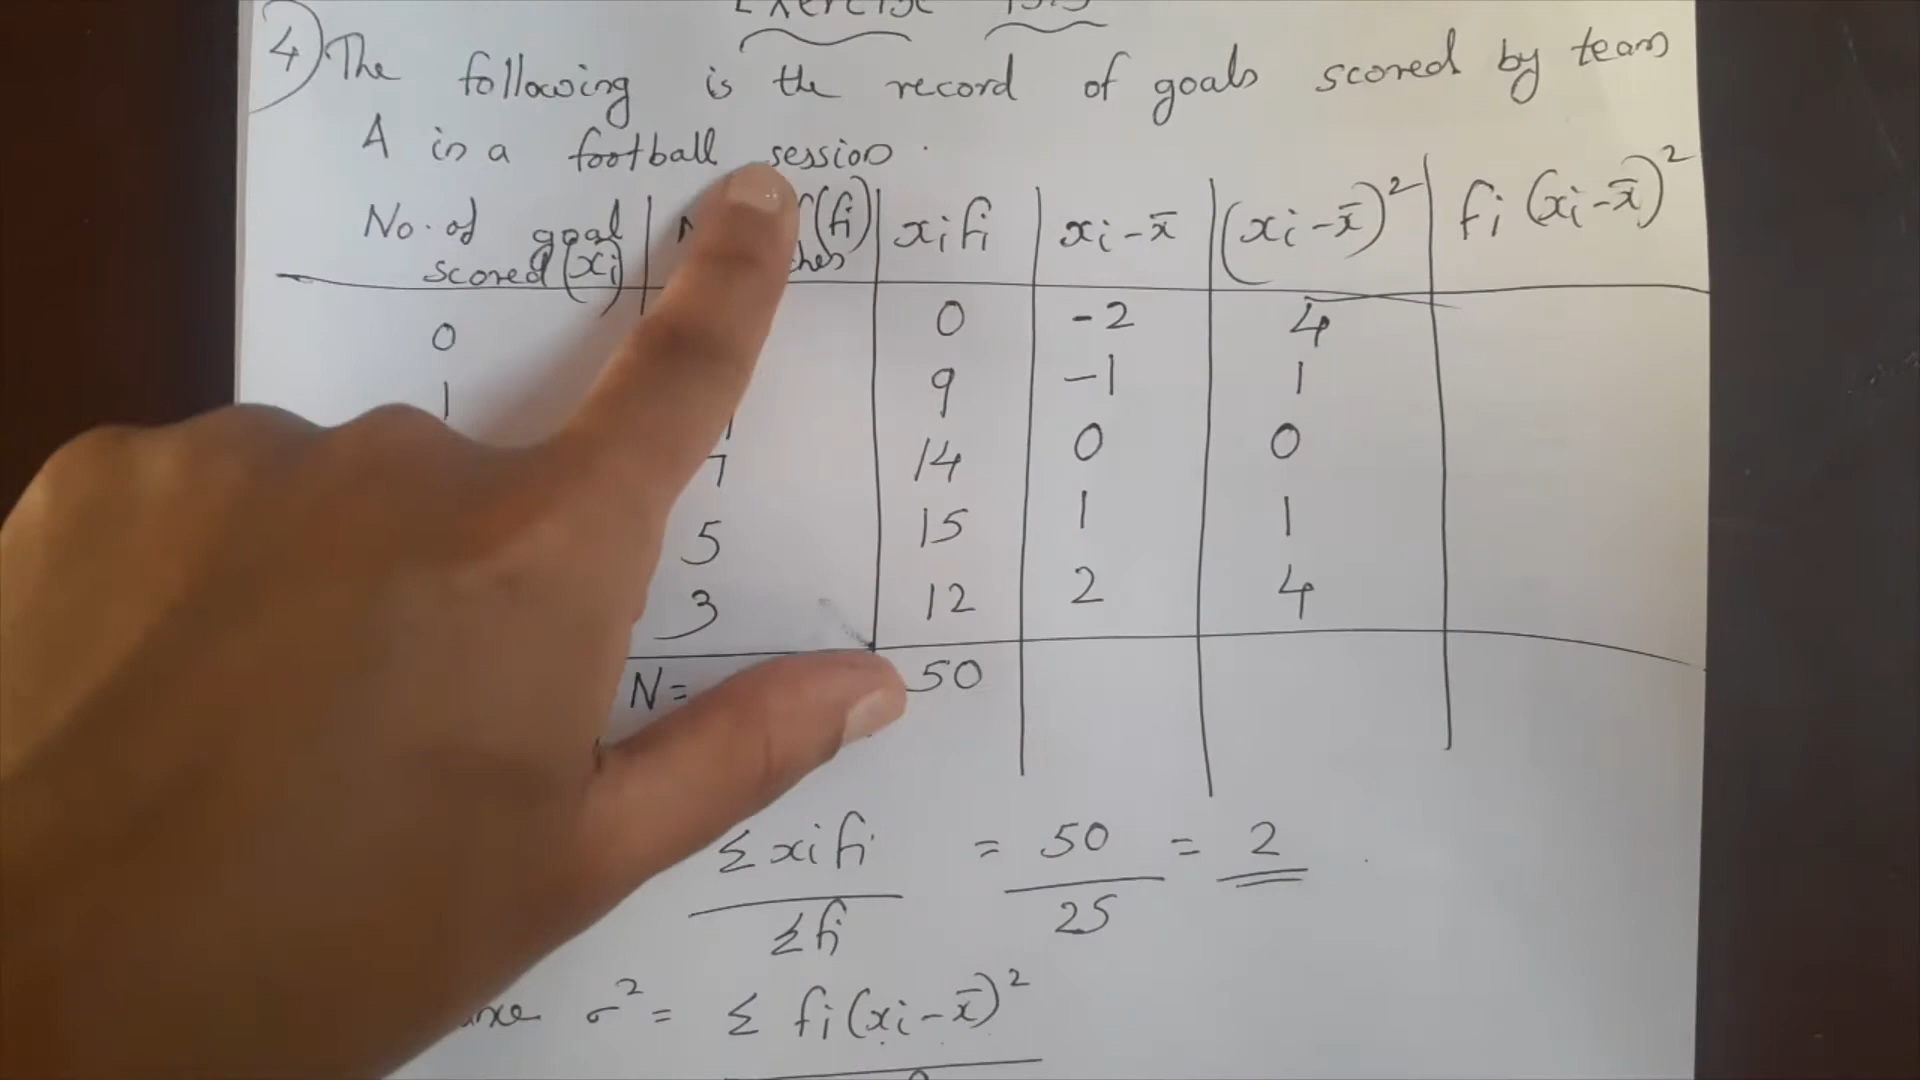 Exercise
4) The following is the record of goals scored by team
A in a football session.
No. of goal scored (xi) | (fi) | xifi | xi-x̄ | (xi-x̄)² | fi(xi-x̄)²
0 | | 0 | -2 | 4
1 | | 9 | -1 | 1
7 | 14 | 0 | 0
5 | 15 | 1 | 1
3 | 12 | 2 | 4
N= | 50
Σxifi = 50 = 2
Σfi 25
σ² = Σ fi(xi-x̄)²